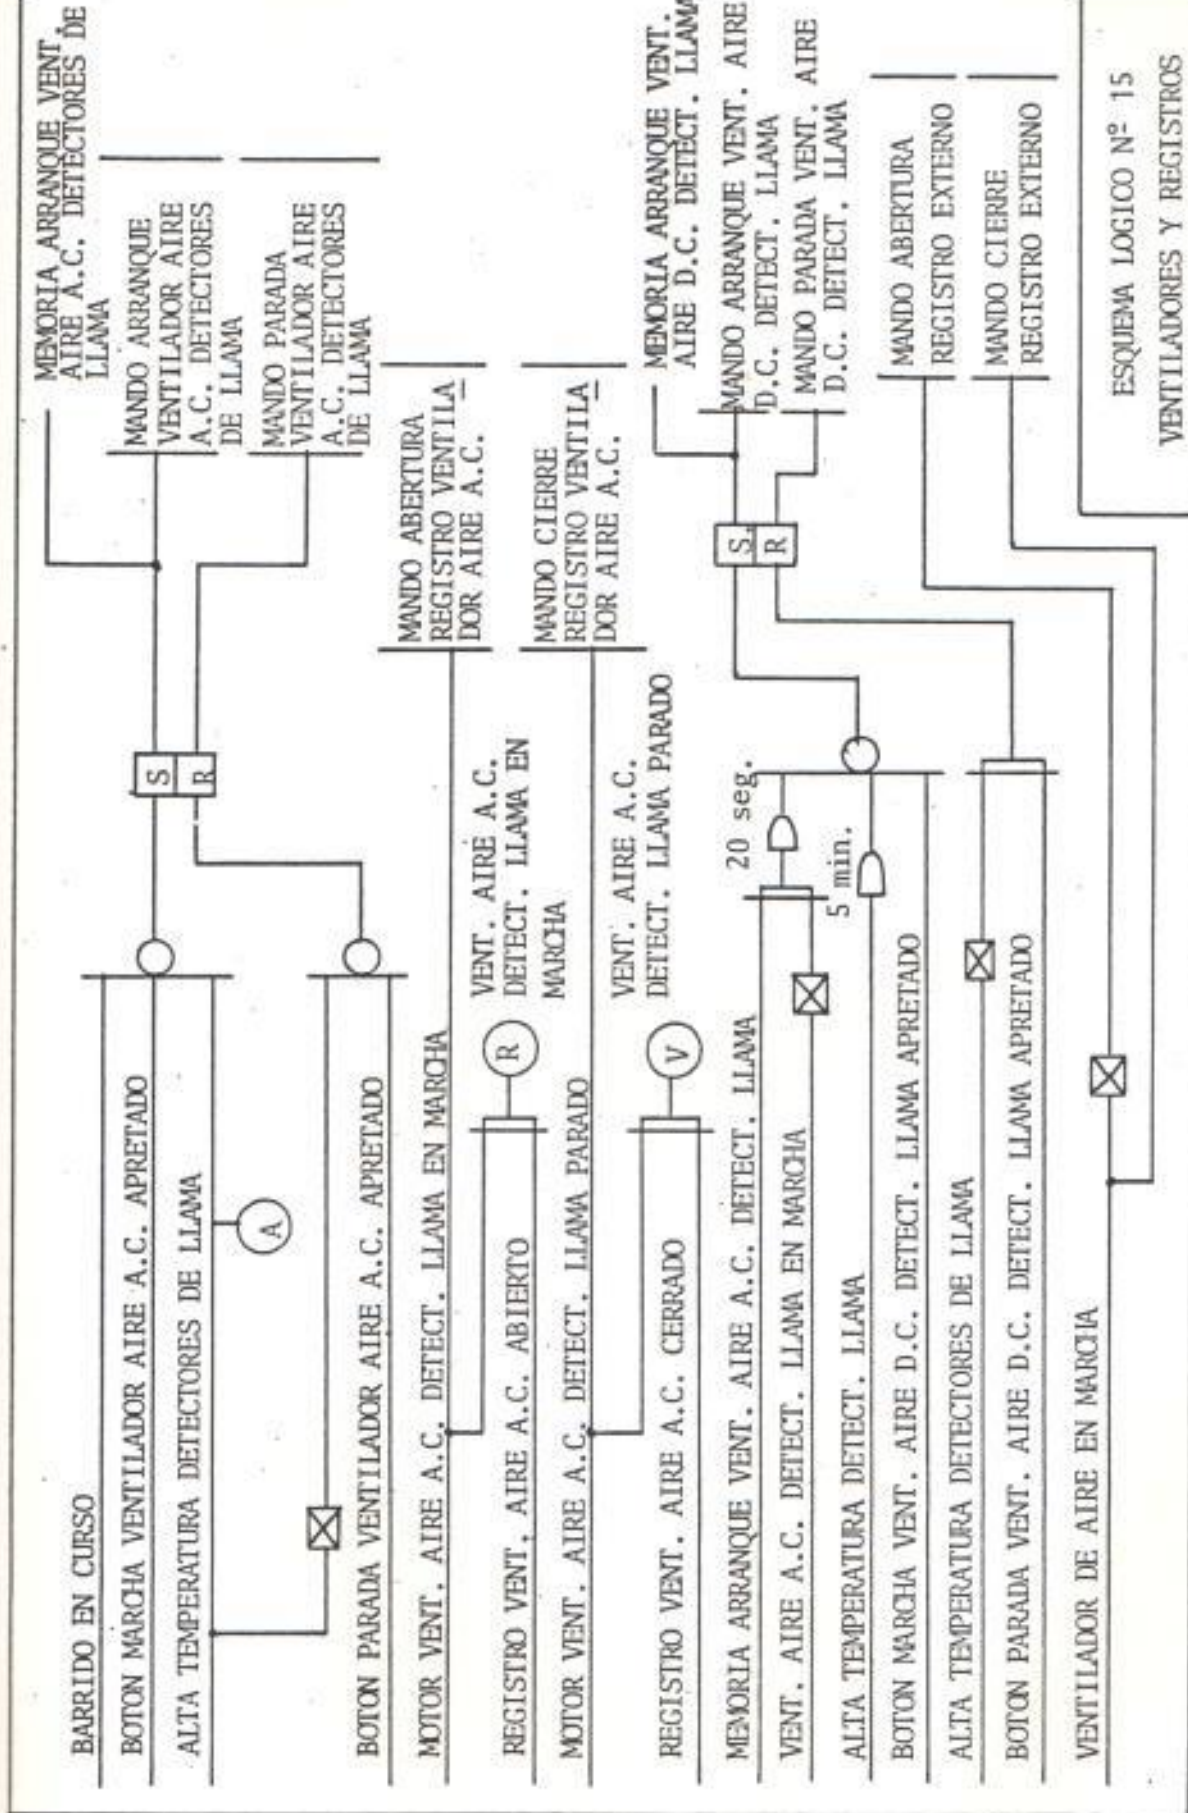 BARRIDO EN CURSO
BOTON MARCHA VENTILADOR AIRE A.C. APRETADO
ALTA TEMPERATURA DETECTORES DE LLAMA
A
BOTON PARADA VENTILADOR AIRE A.C. APRETADO
S
R
MEMORIA ARRANQUE VENT.
AIRE A.C. DETECTORES DE
LLAMA
MANDO ARRANQUE
VENTILADOR AIRE
A.C. DETECTORES
DE LLAMA
MANDO PARADA
VENTILADOR AIRE
A.C. DETECTORES
DE LLAMA
MOTOR VENT. AIRE A.C. DETECT. LLAMA EN MARCHA
REGISTRO VENT. AIRE A.C. ABIERTO
R
VENT. AIRE A.C.
DETECT. LLAMA EN
MARCHA
MANDO ABERTURA
REGISTRO VENTILA
DOR AIRE A.C.
MOTOR VENT. AIRE A.C. DETECT. LLAMA PARADO
REGISTRO VENT. AIRE A.C. CERRADO
V
VENT. AIRE A.C.
DETECT. LLAMA PARADO
MANDO CIERRE
REGISTRO VENTILA
DOR AIRE A.C.
MEMORIA ARRANQUE VENT. AIRE A.C. DETECT. LLAMA
VENT. AIRE A.C. DETECT. LLAMA EN MARCHA
20 seg.
ALTA TEMPERATURA DETECT. LLAMA
5 min.
BOTON MARCHA VENT. AIRE D.C. DETECT. LLAMA APRETADO
ALTA TEMPERATURA DETECTORES DE LLAMA
BOTON PARADA VENT. AIRE D.C. DETECT. LLAMA APRETADO
S
R
MEMORIA ARRANQUE VENT.
AIRE D.C. DETECT. LLAMA
MANDO ARRANQUE VENT. AIRE
D.C. DETECT. LLAMA
MANDO PARADA VENT. AIRE
D.C. DETECT. LLAMA
VENTILADOR DE AIRE EN MARCHA
MANDO ABERTURA
REGISTRO EXTERNO
MANDO CIERRE
REGISTRO EXTERNO
ESQUEMA LOGICO Nº 15
VENTILADORES Y REGISTROS